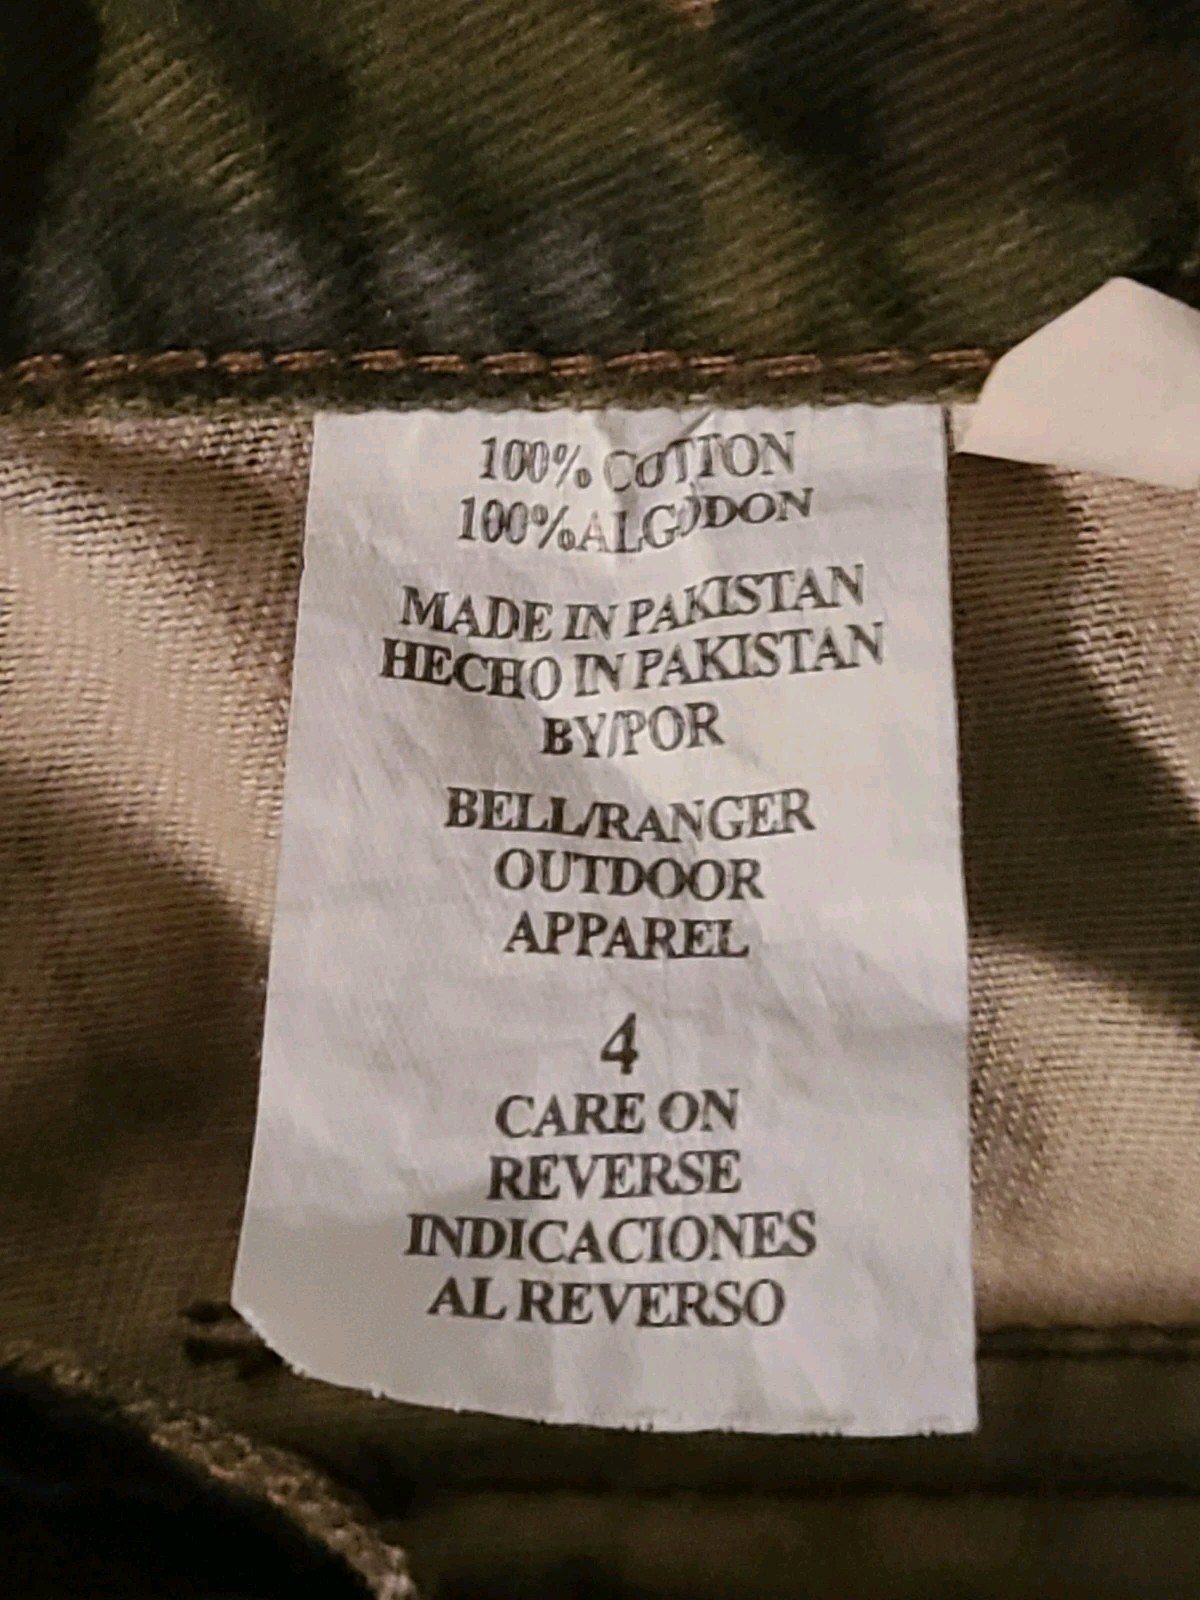 100% COTTON
100%ALGODON
MADE IN PAKISTAN
HECHO IN PAKISTAN
BY/POR
BELL/RANGER
OUTDOOR
APPAREL
4
CARE ON
REVERSE
INDICACIONES
AL REVERSO